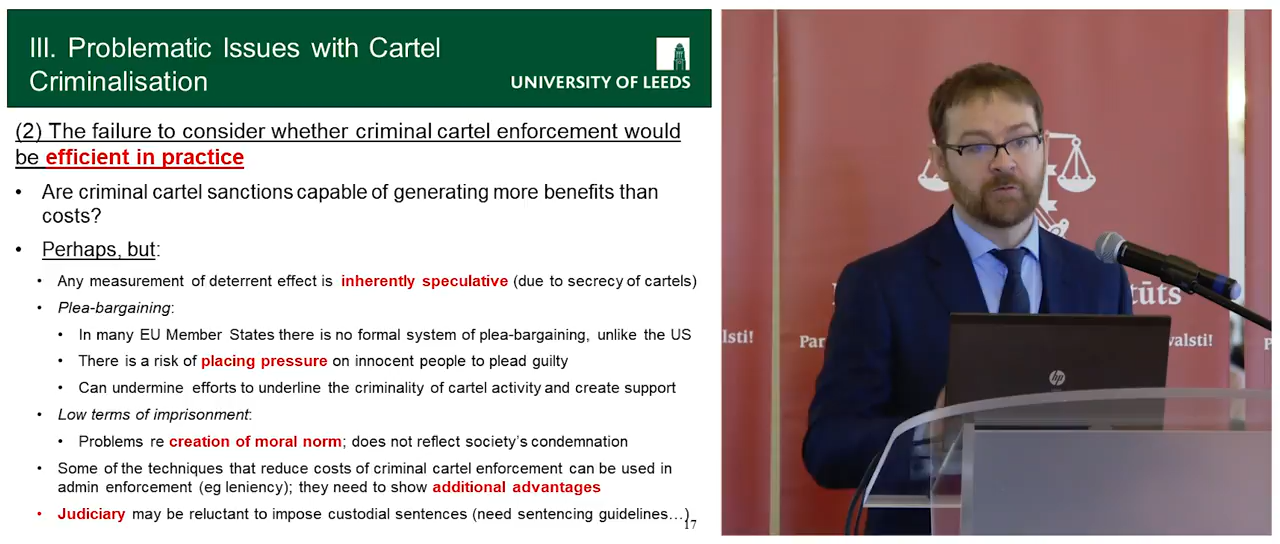 III. Problematic Issues with Cartel
Criminalisation
UNIVERSITY OF LEEDS
(2) The failure to consider whether criminal cartel enforcement would
be efficient in practice
• Are criminal cartel sanctions capable of generating more benefits than
costs?
• Perhaps, but:
• Any measurement of deterrent effect is inherently speculative (due to secrecy of cartels)
• Plea-bargaining:
• In many EU Member States there is no formal system of plea-bargaining, unlike the US
• There is a risk of placing pressure on innocent people to plead guilty
• Can undermine efforts to underline the criminality of cartel activity and create support
• Low terms of imprisonment:
• Problems re creation of moral norm; does not reflect society's condemnation
• Some of the techniques that reduce costs of criminal cartel enforcement can be used in
admin enforcement (eg leniency); they need to show additional advantages
• Judiciary may be reluctant to impose custodial sentences (need sentencing guidelines…)
17
tūts
lsti!
Par
valsti!
P
hp